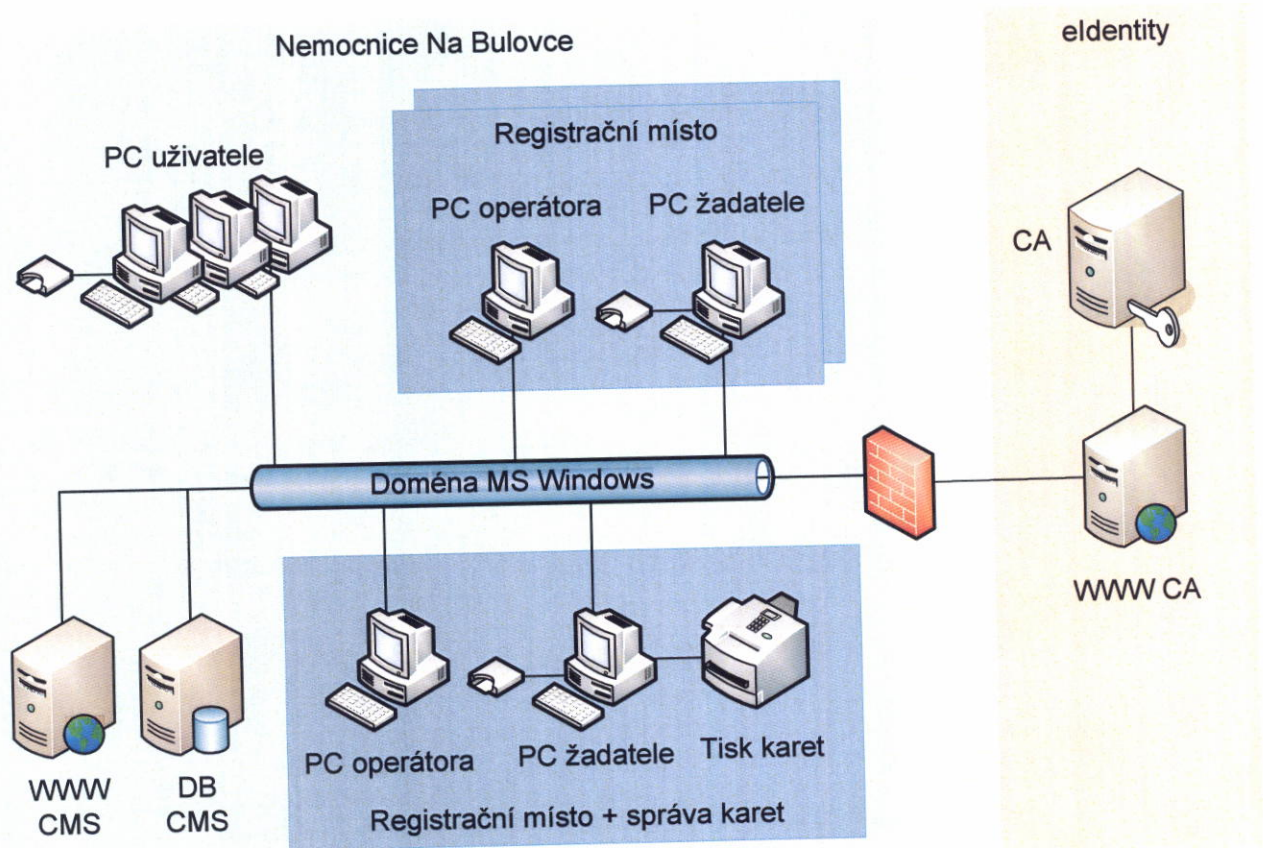 Nemocnice Na Bulovce
eIdentity
Registrační místo
PC uživatele
PC operátora
PC žadatele
CA
Doména MS Windows
WWW CA
PC operátora
PC žadatele
Tisk karet
WWW
CMS
DB
CMS
Registrační místo + správa karet